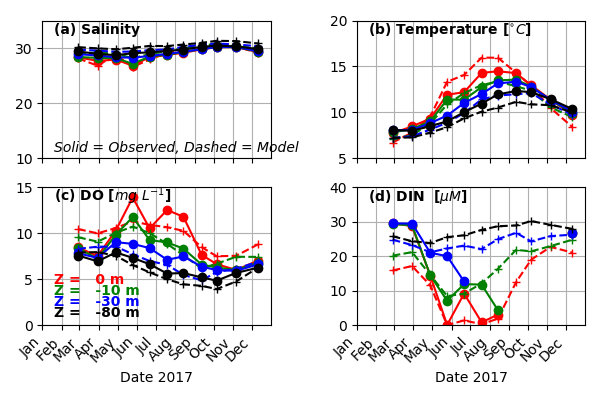 (a) Salinity
30
20
10
Solid = Observed, Dashed = Model
(b) Temperature [°C]
20
15
10
5
(c) DO [mg L⁻¹]
15
10
5
0
Z = 0 m
Z = -10 m
Z = -30 m
Z = -80 m
Jan Feb Mar Apr May Jun Jul Aug Sep Oct Nov Dec
Date 2017
(d) DIN [μM]
40
30
20
10
0
Jan Feb Mar Apr May Jun Jul Aug Sep Oct Nov Dec
Date 2017